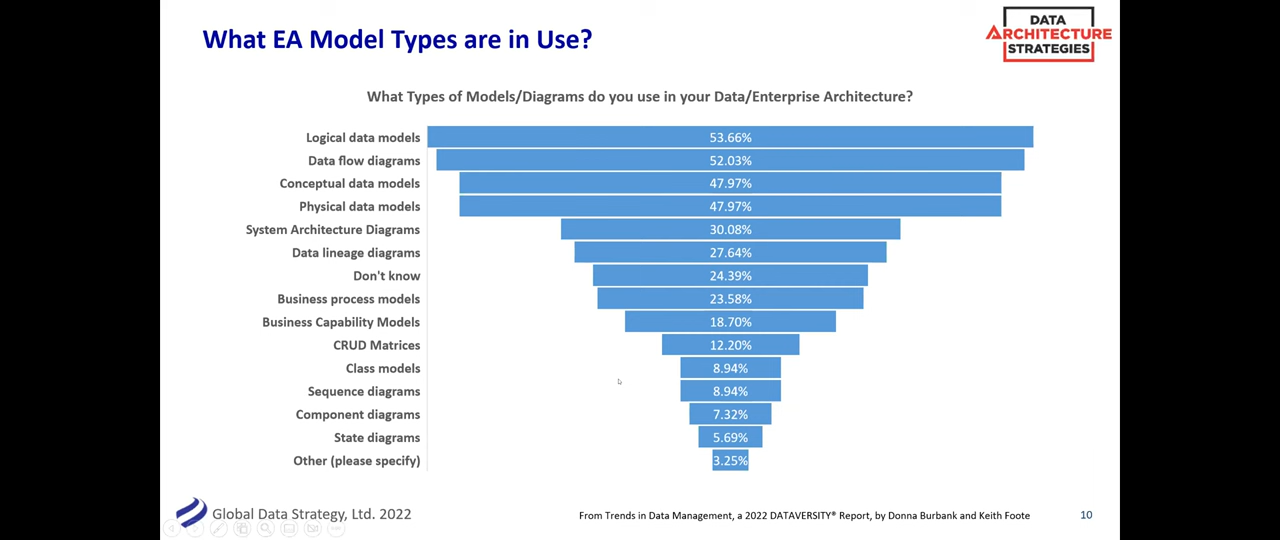 What EA Model Types are in Use?
DATA
ARCHITECTURE
STRATEGIES
What Types of Models/Diagrams do you use in your Data/Enterprise Architecture?
Logical data models 53.66%
Data flow diagrams 52.03%
Conceptual data models 47.97%
Physical data models 47.97%
System Architecture Diagrams 30.08%
Data lineage diagrams 27.64%
Don't know 24.39%
Business process models 23.58%
Business Capability Models 18.70%
CRUD Matrices 12.20%
Class models 8.94%
Sequence diagrams 8.94%
Component diagrams 7.32%
State diagrams 5.69%
Other (please specify) 3.25%
Global Data Strategy, Ltd. 2022
From Trends in Data Management, a 2022 DATAVERSITY® Report, by Donna Burbank and Keith Foote
10